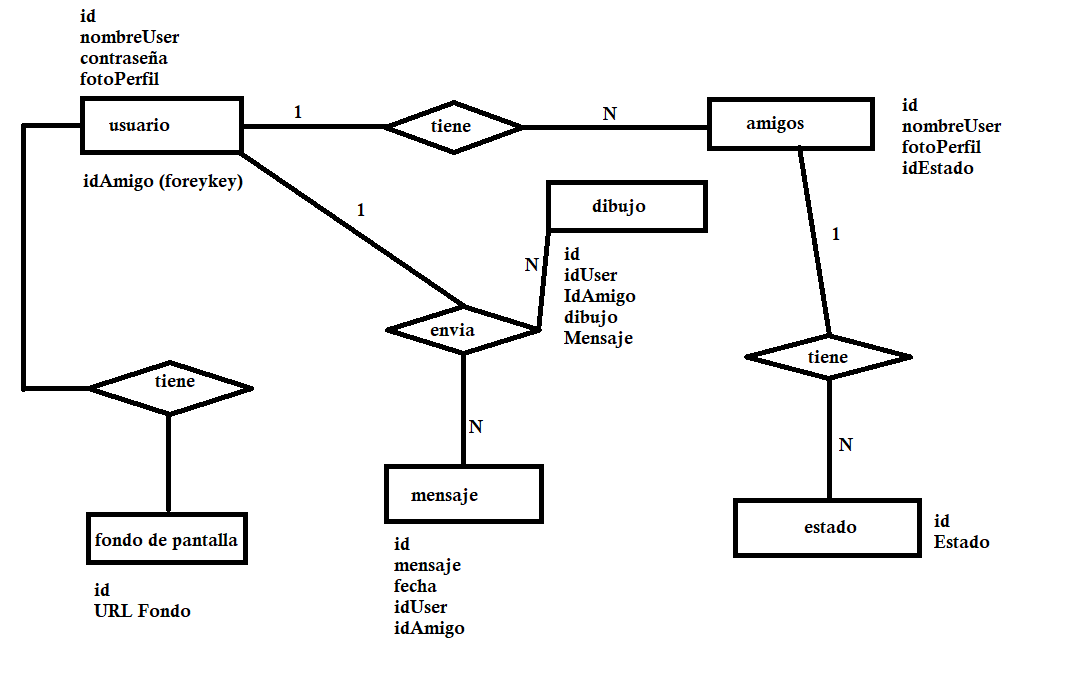 id
nombreUser
contraseña
fotoPerfil
usuario
idAmigo (foreykey)
1
tiene
N
amigos
id
nombreUser
fotoPerfil
idEstado
1
dibujo
N
id
idUser
IdAmigo
dibujo
Mensaje
envia
1
tiene
tiene
N
N
mensaje
id
mensaje
fecha
idUser
idAmigo
estado
id
Estado
fondo de pantalla
id
URL Fondo